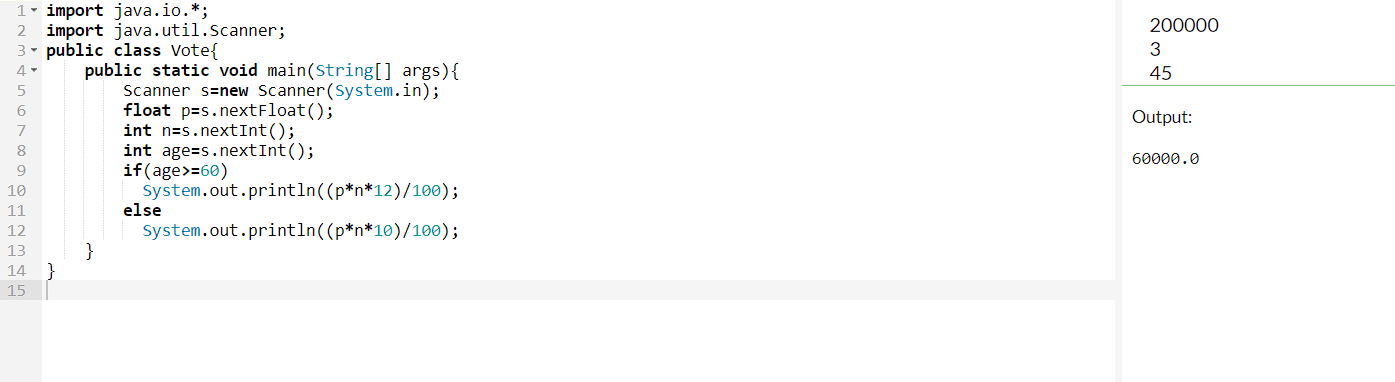 1 import java.io.*;
2 import java.util.Scanner;
3 public class Vote{
4     public static void main(String[] args){
5         Scanner s=new Scanner(System.in);
6         float p=s.nextFloat();
7         int n=s.nextInt();
8         int age=s.nextInt();
9         if(age>=60)
10           System.out.println((p*n*12)/100);
11         else
12           System.out.println((p*n*10)/100);
13     }
14 }
15
200000
3
45
Output:
60000.0